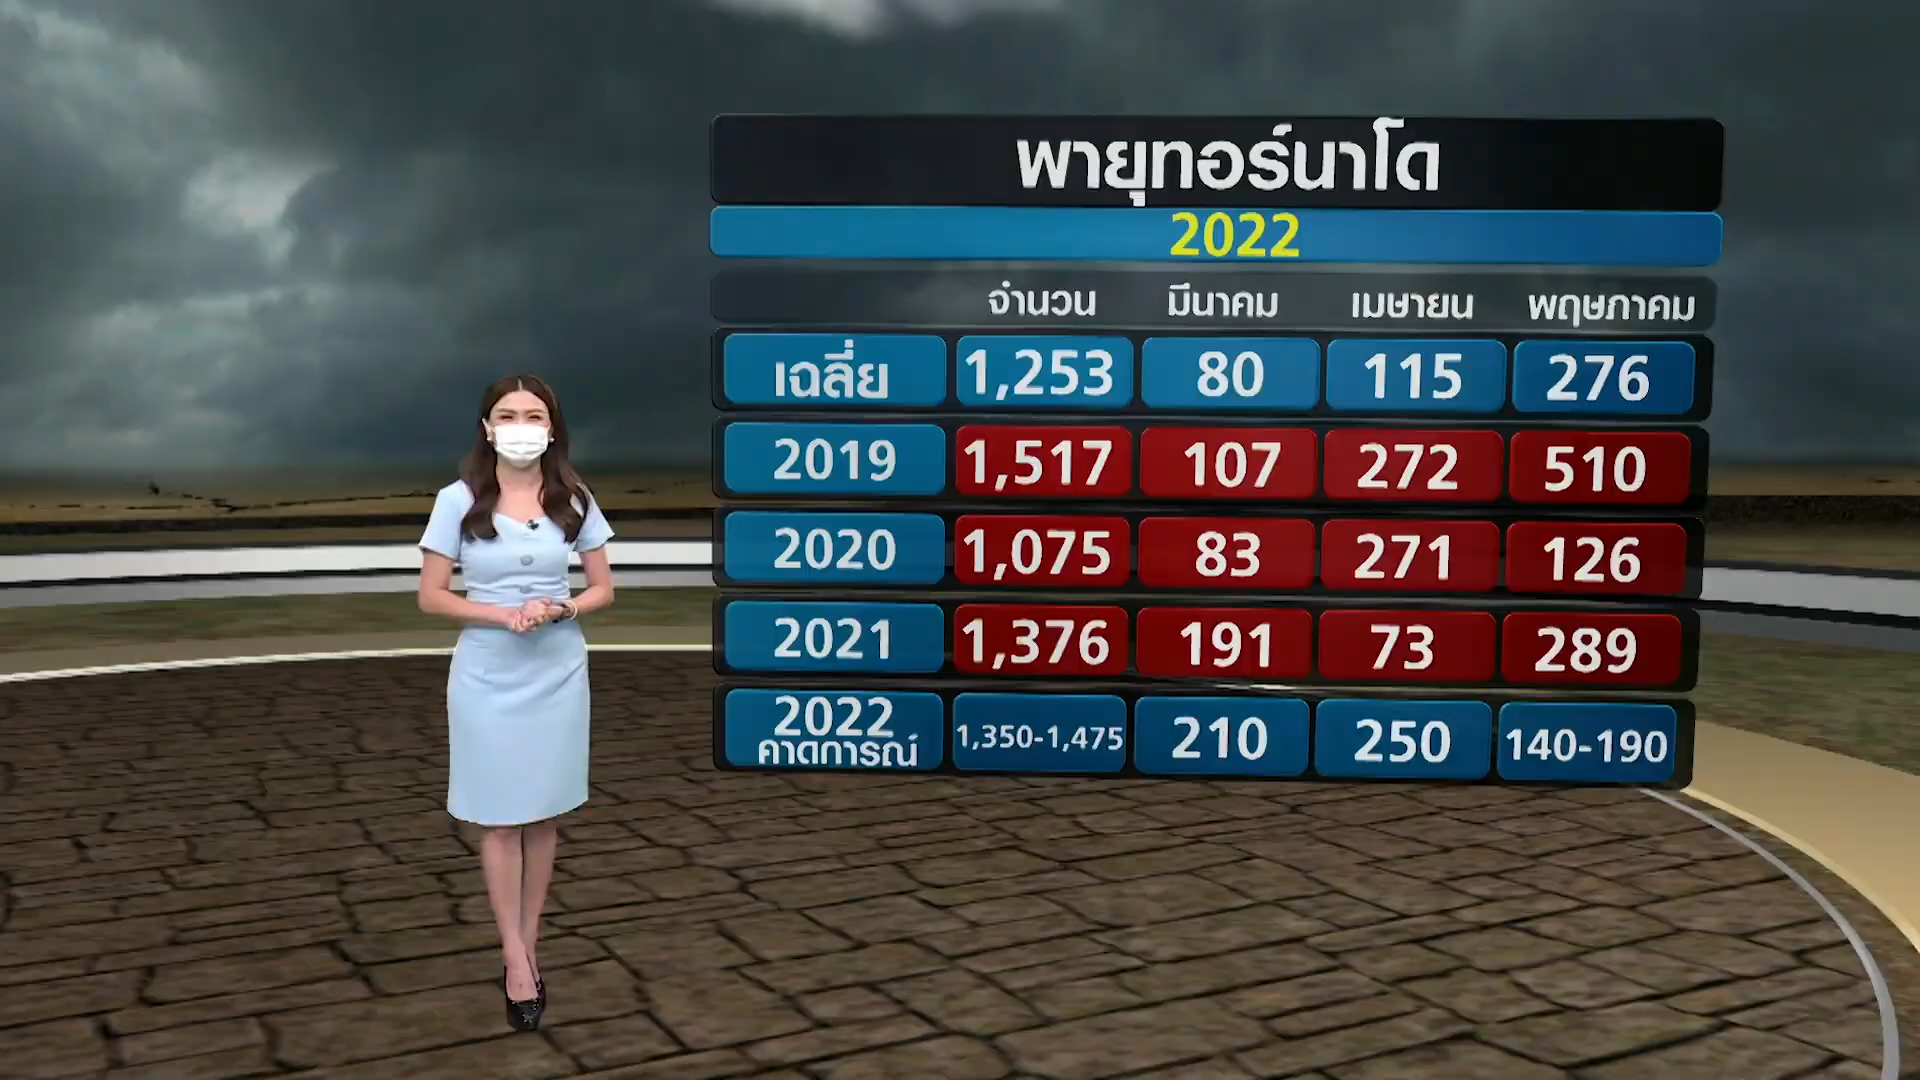 พายุทอร์นาโด
2022
จำนวน มีนาคม เมษายน พฤษภาคม
เฉลี่ย 1,253 80 115 276
2019 1,517 107 272 510
2020 1,075 83 271 126
2021 1,376 191 73 289
2022 คาดการณ์ 1,350-1,475 210 250 140-190